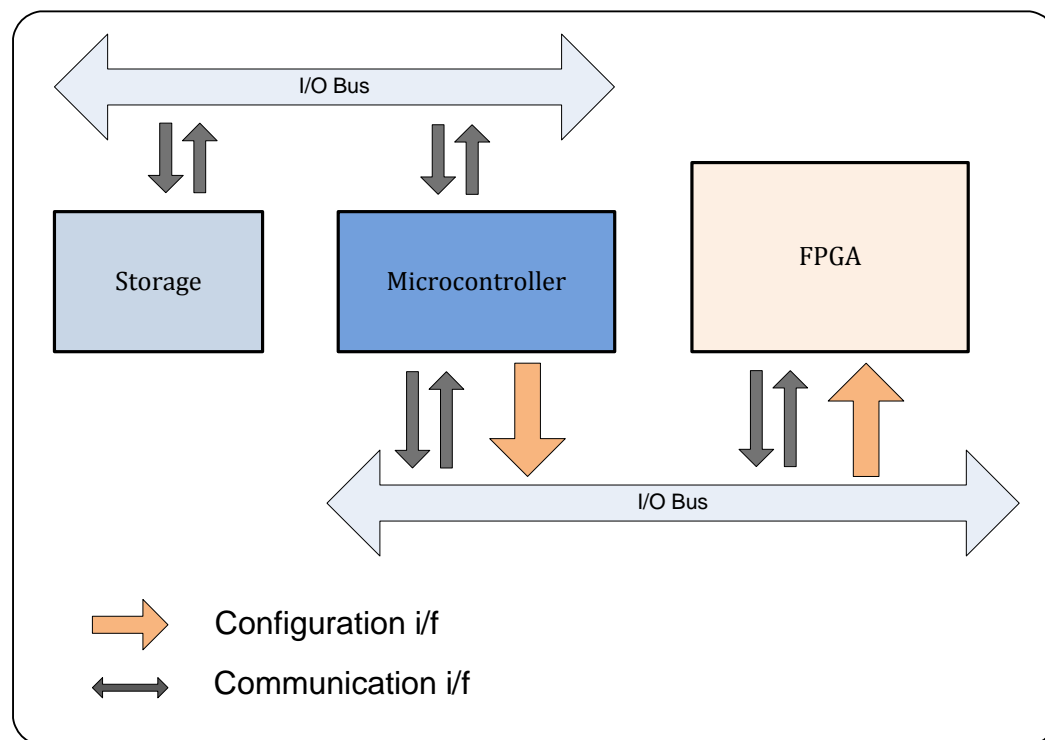 I/O Bus
Storage
Microcontroller
FPGA
I/O Bus
Configuration i/f
Communication i/f